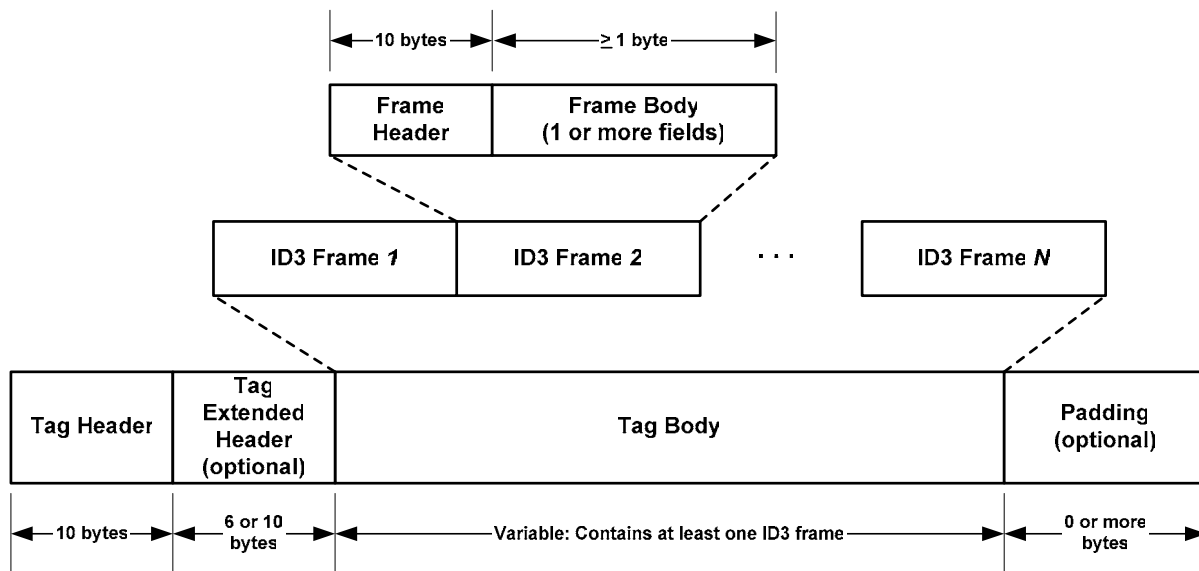 10 bytes
≥ 1 byte
Frame
Header
Frame Body
(1 or more fields)
ID3 Frame 1
ID3 Frame 2
. . .
ID3 Frame N
Tag Header
Tag
Extended
Header
(optional)
Tag Body
Padding
(optional)
10 bytes
6 or 10
bytes
Variable: Contains at least one ID3 frame
0 or more
bytes